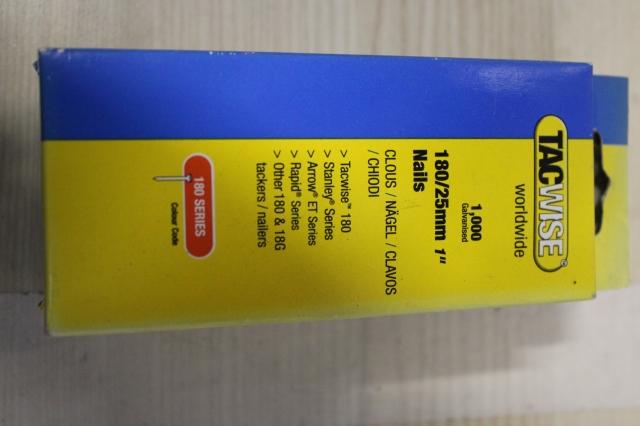 TACWISE®
worldwide
1,000
Galvanised
180/25mm 1"
Nails
CLOUS / NÄGEL / CLAVOS
/ CHIODI
> Tacwise™ 180
> Stanley® Series
> Arrow® ET Series
> Rapid® Series
> Other 180 & 18G
tackers / nailers
180 SERIES
Colour Code